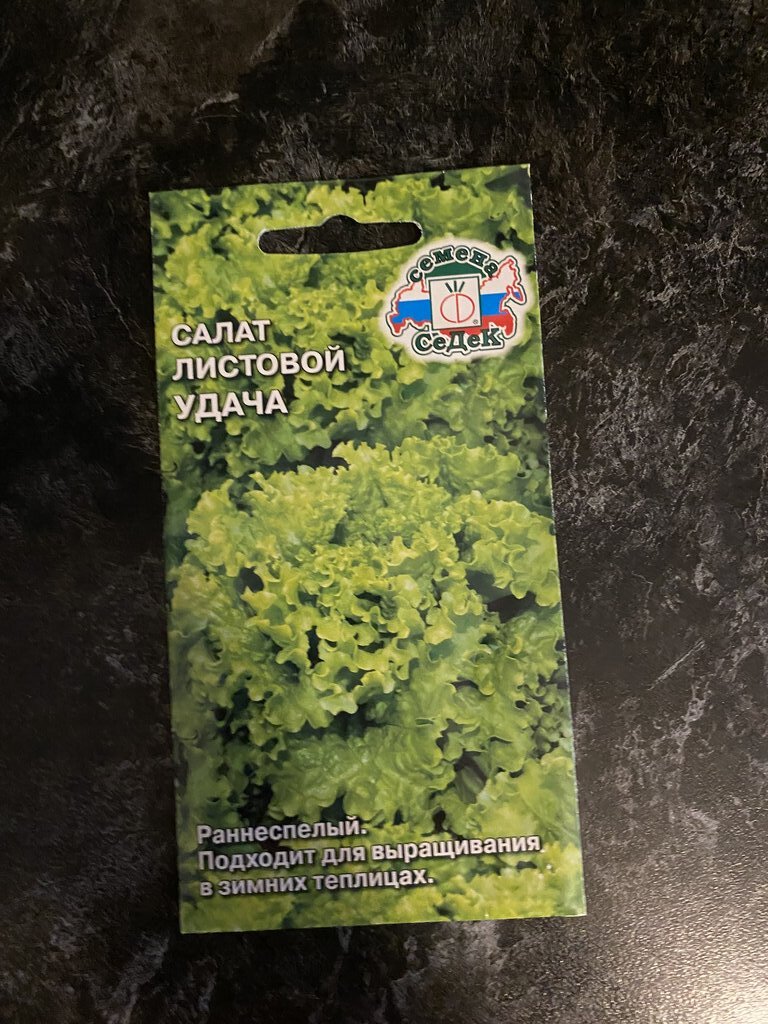 семена
СеДеК
САЛАТ
ЛИСТОВОЙ
УДАЧА
Раннеспелый.
Подходит для выращивания
в зимних теплицах.